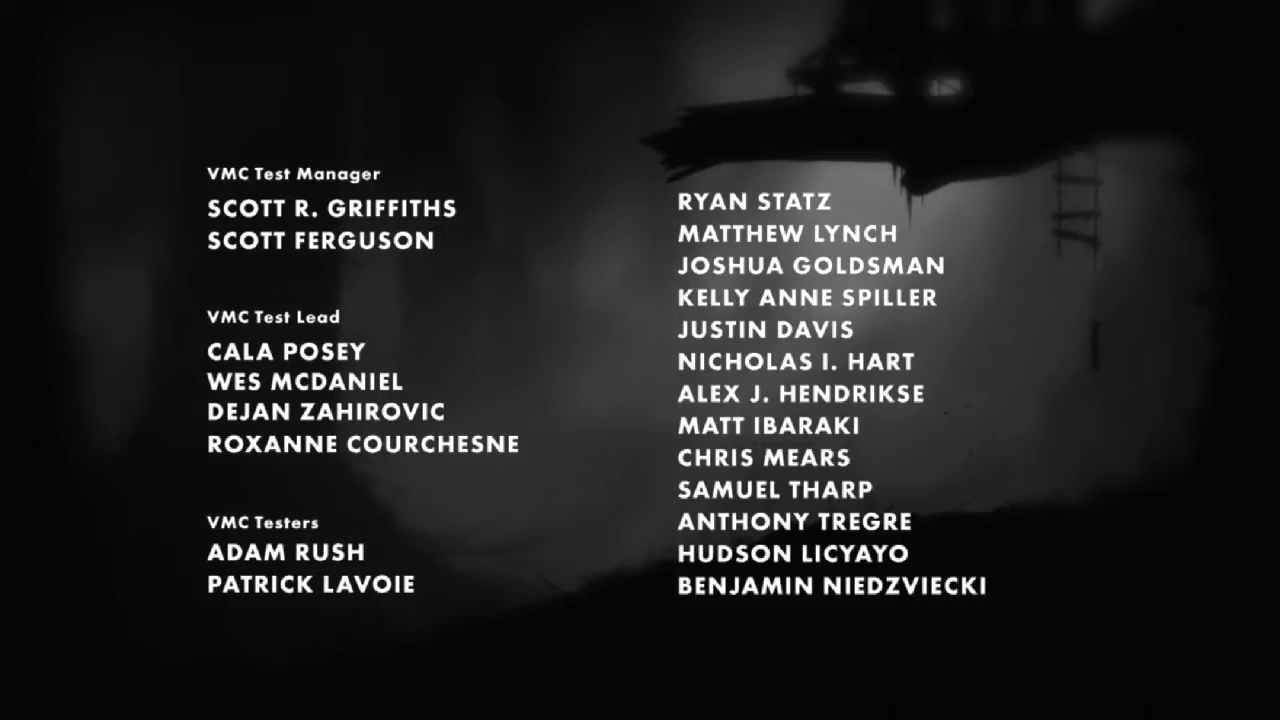 VMC Test Manager
SCOTT R. GRIFFITHS
SCOTT FERGUSON
VMC Test Lead
CALA POSEY
WES MCDANIEL
DEJAN ZAHIROVIC
ROXANNE COURCHESNE
VMC Testers
ADAM RUSH
PATRICK LAVOIE
RYAN STATZ
MATTHEW LYNCH
JOSHUA GOLDSMAN
KELLY ANNE SPILLER
JUSTIN DAVIS
NICHOLAS I. HART
ALEX J. HENDRIKSE
MATT IBARAKI
CHRIS MEARS
SAMUEL THARP
ANTHONY TREGRE
HUDSON LICYAYO
BENJAMIN NIEDZVIECKI